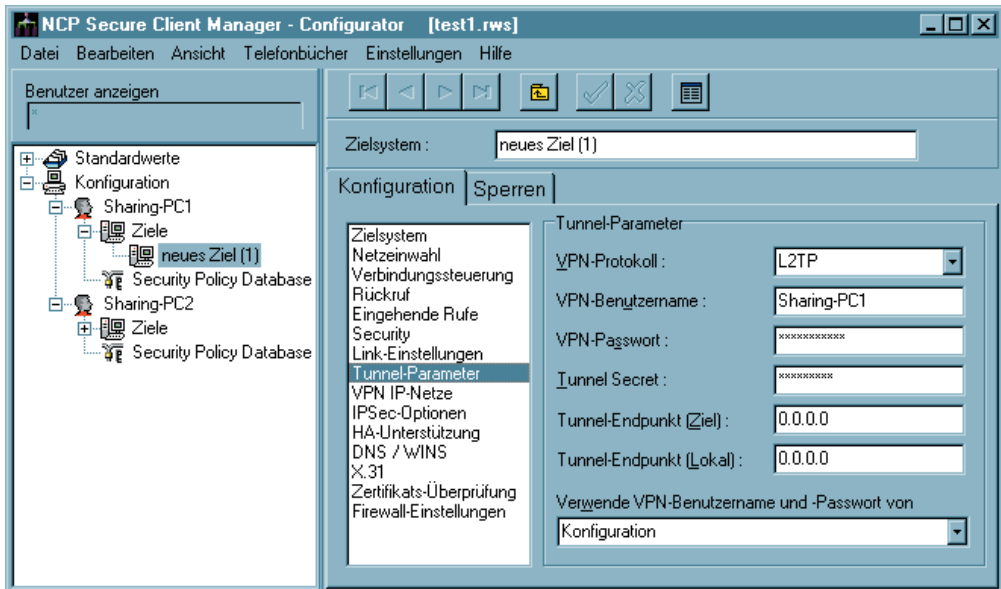 NCP Secure Client Manager - Configurator [test1.rws]
Datei Bearbeiten Ansicht Telefonbücher Einstellungen Hilfe
Benutzer anzeigen
*
Standardwerte
Konfiguration
Sharing-PC1
Ziele
neues Ziel (1)
Security Policy Database
Sharing-PC2
Ziele
Security Policy Database
Zielsystem : neues Ziel (1)
Konfiguration Sperren
Zielsystem
Netzeinwahl
Verbindungssteuerung
Rückruf
Eingehende Rufe
Security
Link-Einstellungen
Tunnel-Parameter
VPN IP-Netze
IPSec-Optionen
HA-Unterstützung
DNS / WINS
X.31
Zertifikats-Überprüfung
Firewall-Einstellungen
Tunnel-Parameter
VPN-Protokoll : L2TP
VPN-Benutzername : Sharing-PC1
VPN-Passwort : ***********
Tunnel Secret : *********
Tunnel-Endpunkt (Ziel) : 0.0.0.0
Tunnel-Endpunkt (Lokal) : 0.0.0.0
Verwende VPN-Benutzername und -Passwort von
Konfiguration